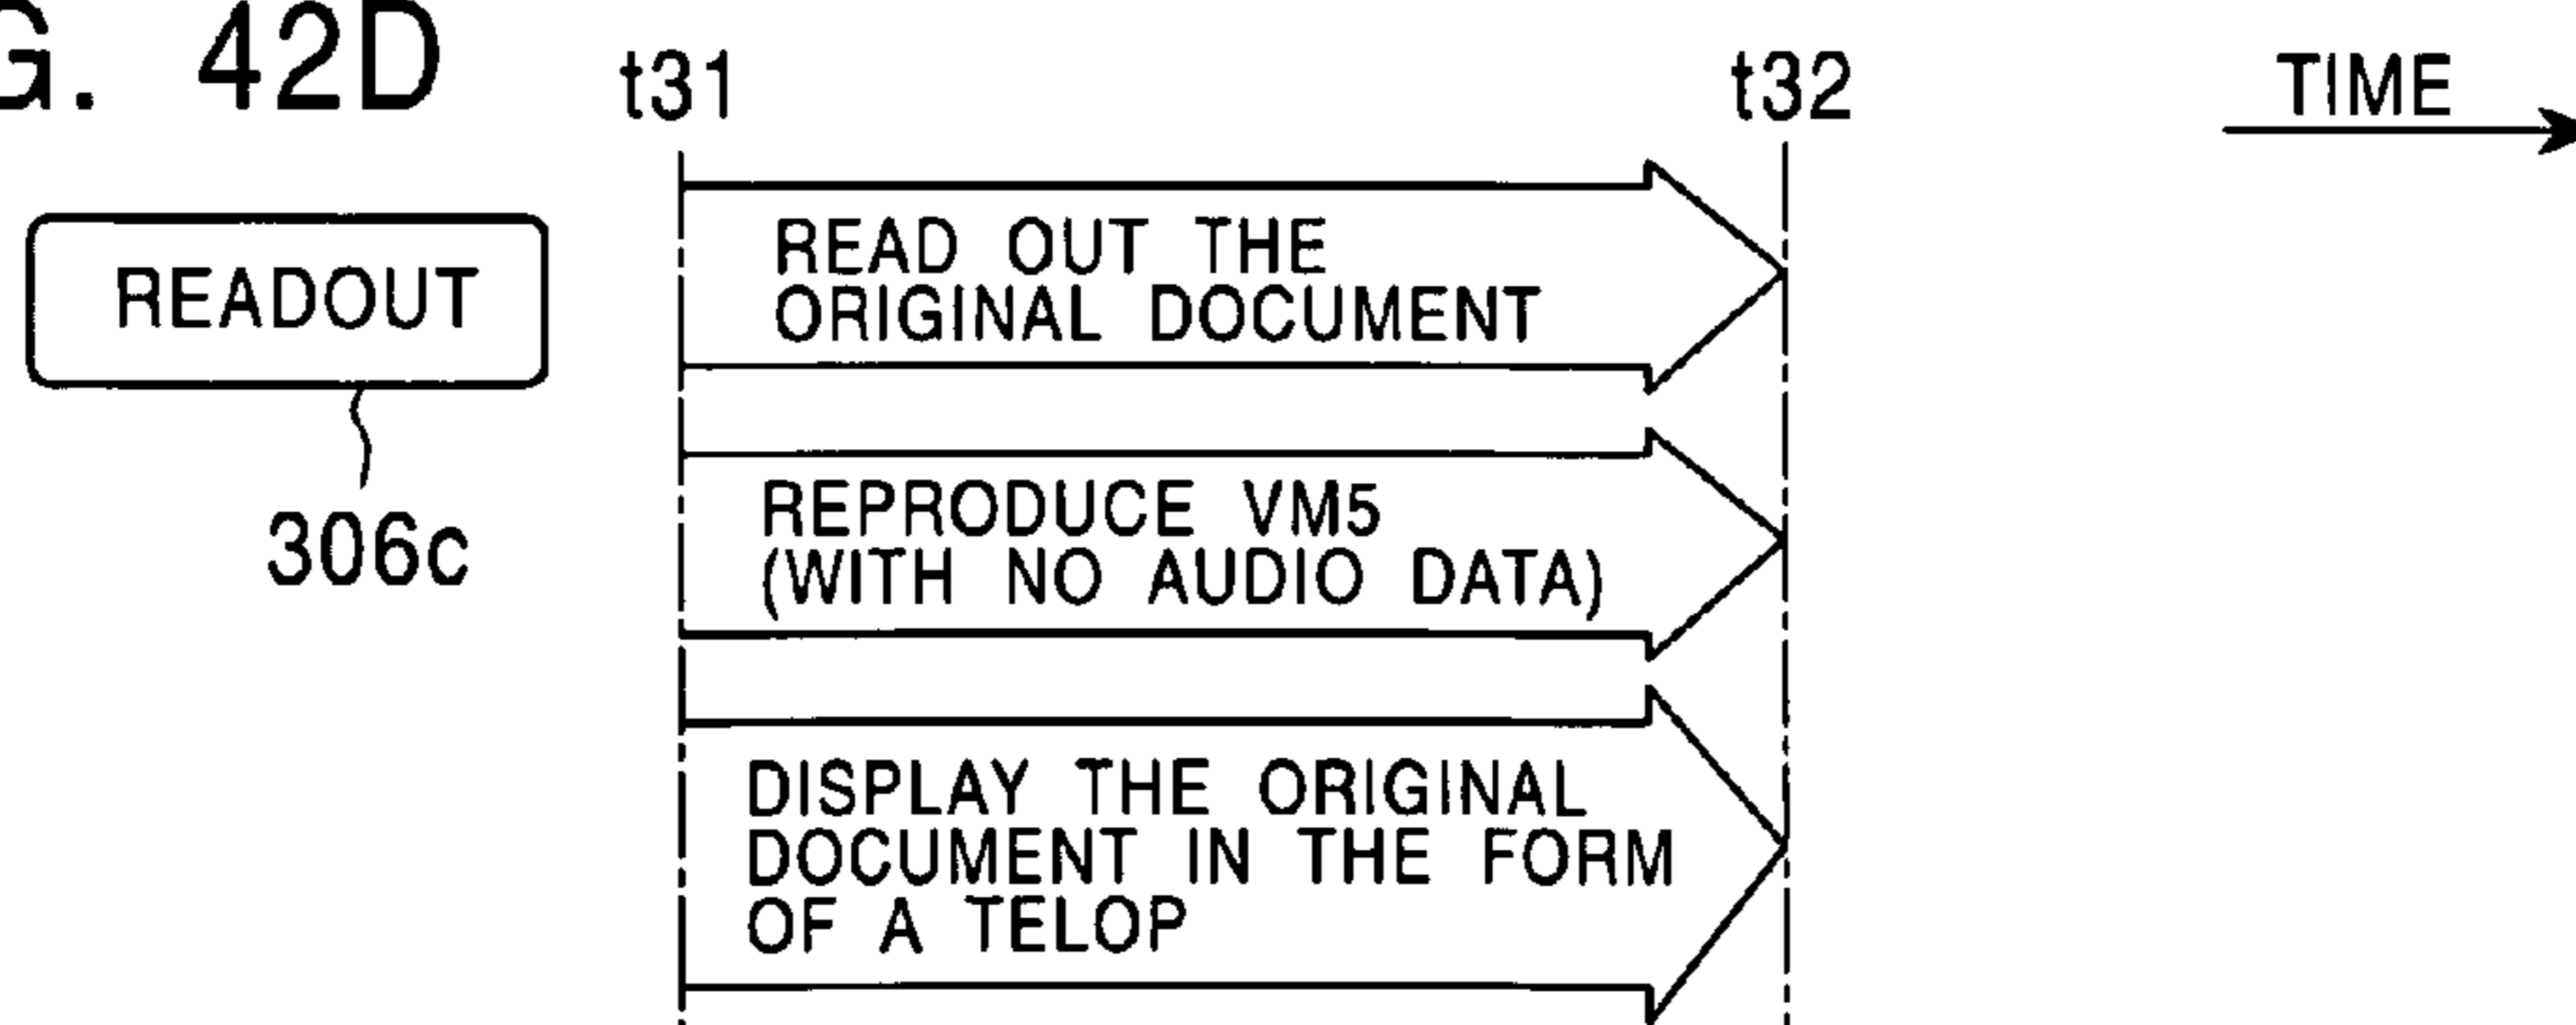 G. 42D
t31
t32
TIME
READOUT
306c
READ OUT THE
ORIGINAL DOCUMENT
REPRODUCE VM5
(WITH NO AUDIO DATA)
DISPLAY THE ORIGINAL
DOCUMENT IN THE FORM
OF A TELOP